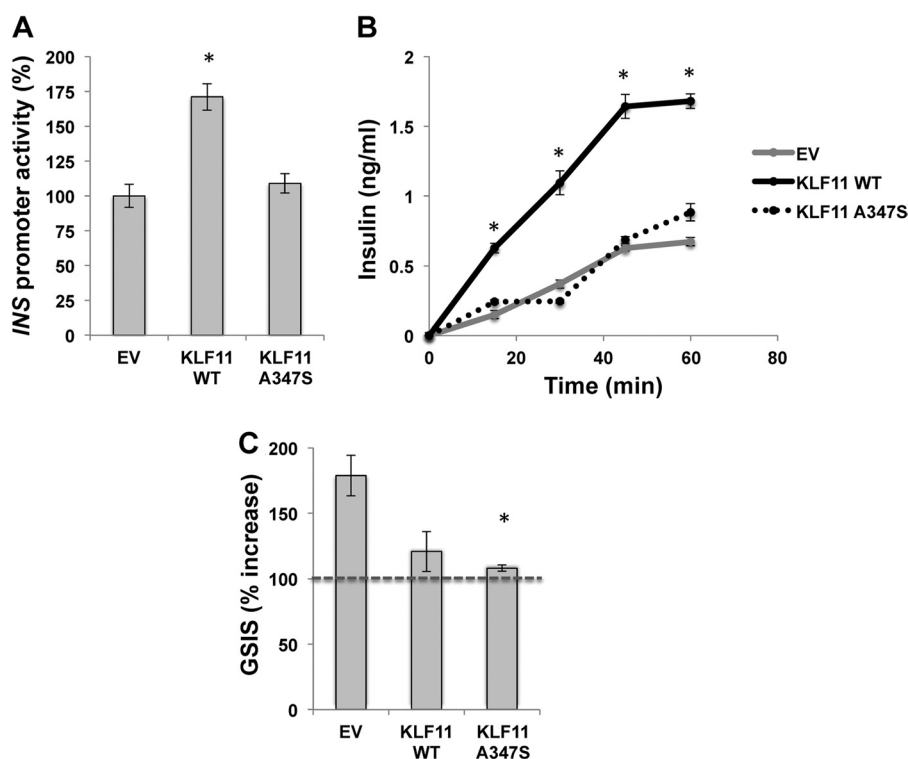 A
INS promoter activity (%)
200
175
150
125
100
75
50
25
0
*
EV
KLF11
WT
KLF11
A347S
B
Insulin (ng/ml)
2
1.5
1
0.5
0
*
*
*
*
0
20
40
60
80
Time (min)
EV
KLF11 WT
KLF11 A347S
C
GSIS (% increase)
200
150
100
50
0
*
EV
KLF11
WT
KLF11
A347S